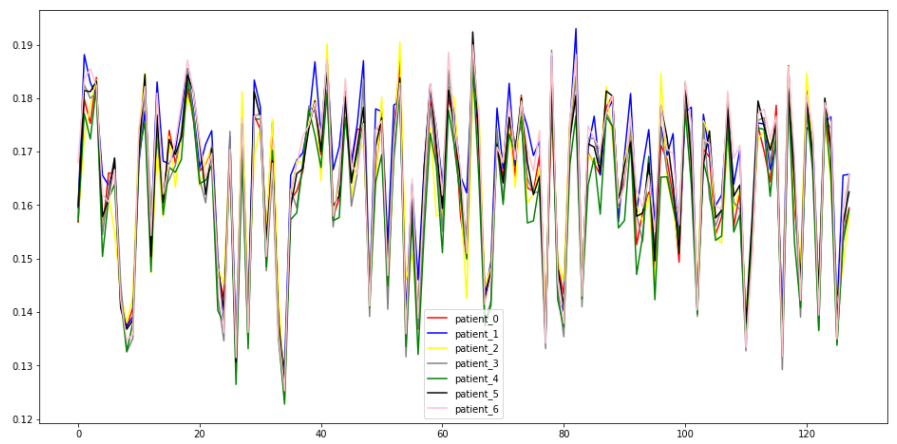 0.19
0.18
0.17
0.16
0.15
0.14
0.13
0.12
0 20 40 60 80 100 120
patient_0
patient_1
patient_2
patient_3
patient_4
patient_5
patient_6